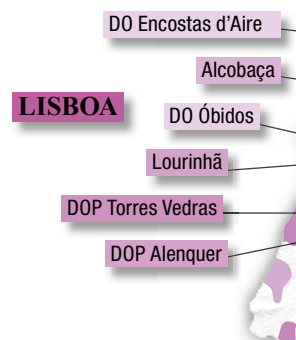 DO Encostas d’Aire
Alcobaça
LISBOA
DO Óbidos
Lourinhã
DOP Torres Vedras
DOP Alenquer